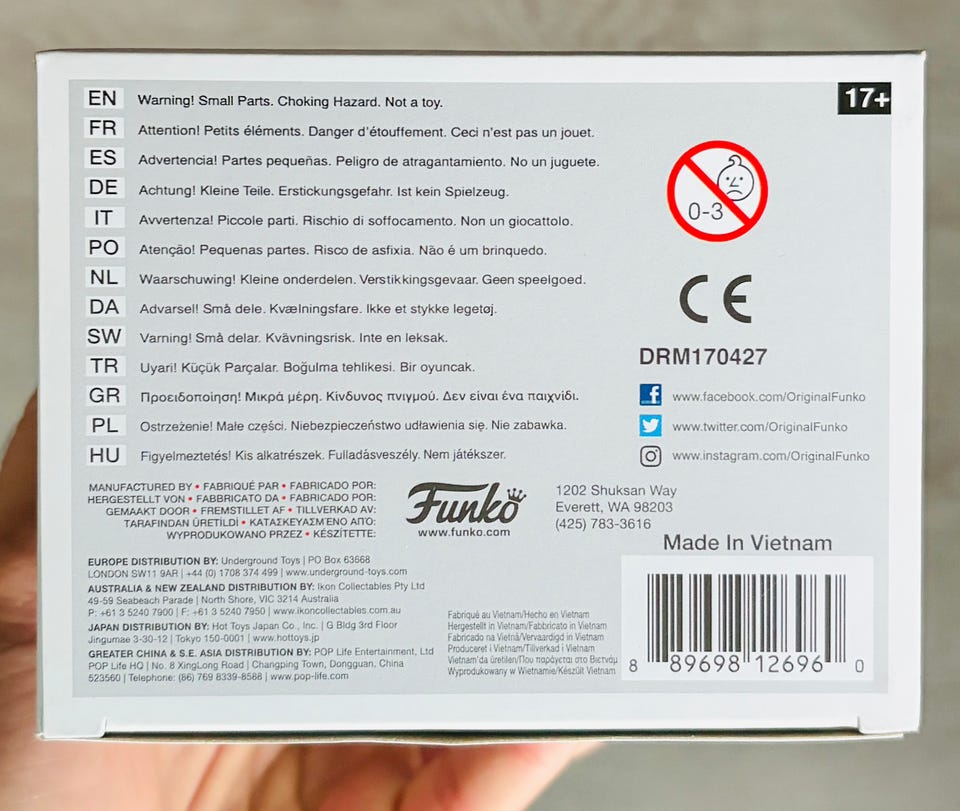 17+
EN Warning! Small Parts. Choking Hazard. Not a toy.
FR Attention! Petits éléments. Danger d'étouffement. Ceci n'est pas un jouet.
ES Advertencia! Partes pequeñas. Peligro de atragantamiento. No un juguete.
DE Achtung! Kleine Teile. Erstickungsgefahr. Ist kein Spielzeug.
IT Avvertenza! Piccole parti. Rischio di soffocamento. Non un giocattolo.
PO Atenção! Pequenas partes. Risco de asfixia. Não é um brinquedo.
NL Waarschuwing! Kleine onderdelen. Verstikkingsgevaar. Geen speelgoed.
DA Advarsel! Små dele. Kvælningsfare. Ikke et stykke legetøj.
SW Varning! Små delar. Kvävningsrisk. Inte en leksak.
TR Uyari! Küçük Parçalar. Boğulma tehlikesi. Bir oyuncak.
GR Προειδοποίηση! Μικρά μέρη. Κίνδυνος πνιγμού. Δεν είναι ένα παιχνίδι.
PL Ostrzeżenie! Małe części. Niebezpieczeństwo udławienia się. Nie zabawka.
HU Figyelmeztetés! Kis alkatrészek. Fulladásveszély. Nem játékszer.
0-3
CE
DRM170427
www.facebook.com/OriginalFunko
www.twitter.com/OriginalFunko
www.instagram.com/OriginalFunko
MANUFACTURED BY • FABRIQUÉ PAR • FABRICADO POR:
HERGESTELLT VON • FABBRICATO DA • FABRICADO POR:
GEMAAKT DOOR • FREMSTILLET AF • TILLVERKAD AV:
TARAFINDAN ÜRETİLDİ • ΚΑΤΑΣΚΕΥΑΣΜΈΝΟ ΑΠΌ:
WYPRODUKOWANO PRZEZ • KÉSZÍTETTE:
Funko
www.funko.com
1202 Shuksan Way
Everett, WA 98203
(425) 783-3616
Made In Vietnam
EUROPE DISTRIBUTION BY: Underground Toys | PO Box 63668
LONDON SW11 9AR | +44 (0) 1708 374 499 | www.underground-toys.com
AUSTRALIA & NEW ZEALAND DISTRIBUTION BY: Ikon Collectables Pty Ltd
49-59 Seabeach Parade | North Shore, VIC 3214 Australia
P: +61 3 5240 7900 | F: +61 3 5240 7950 | www.ikoncollectables.com.au
JAPAN DISTRIBUTION BY: Hot Toys Japan Co., Inc. | G Bldg 3rd Floor
Jingumae 3-30-12 | Tokyo 150-0001 | www.hottoys.jp
GREATER CHINA & S.E. ASIA DISTRIBUTION BY: POP Life Entertainment, Ltd
POP Life HQ | No. 8 XingLong Road | Changping Town, Dongguan, China
523560 | Telephone: (86) 769 8339-8588 | www.pop-life.com
Fabriqué au Vietnam/Hecho en Vietnam
Hergestellt in Vietnam/Fabbricato in Vietnam
Fabricado na Vietnã/Vervaardigd in Vietnam
Produceret i Vietnam/Tillverkad i Vietnam
Vietnam'da üretilen/Που παράγεται στο Βιετνάμ
Wyprodukowany w Wietnamie/Készült Vietnam
8 89698 12696 0